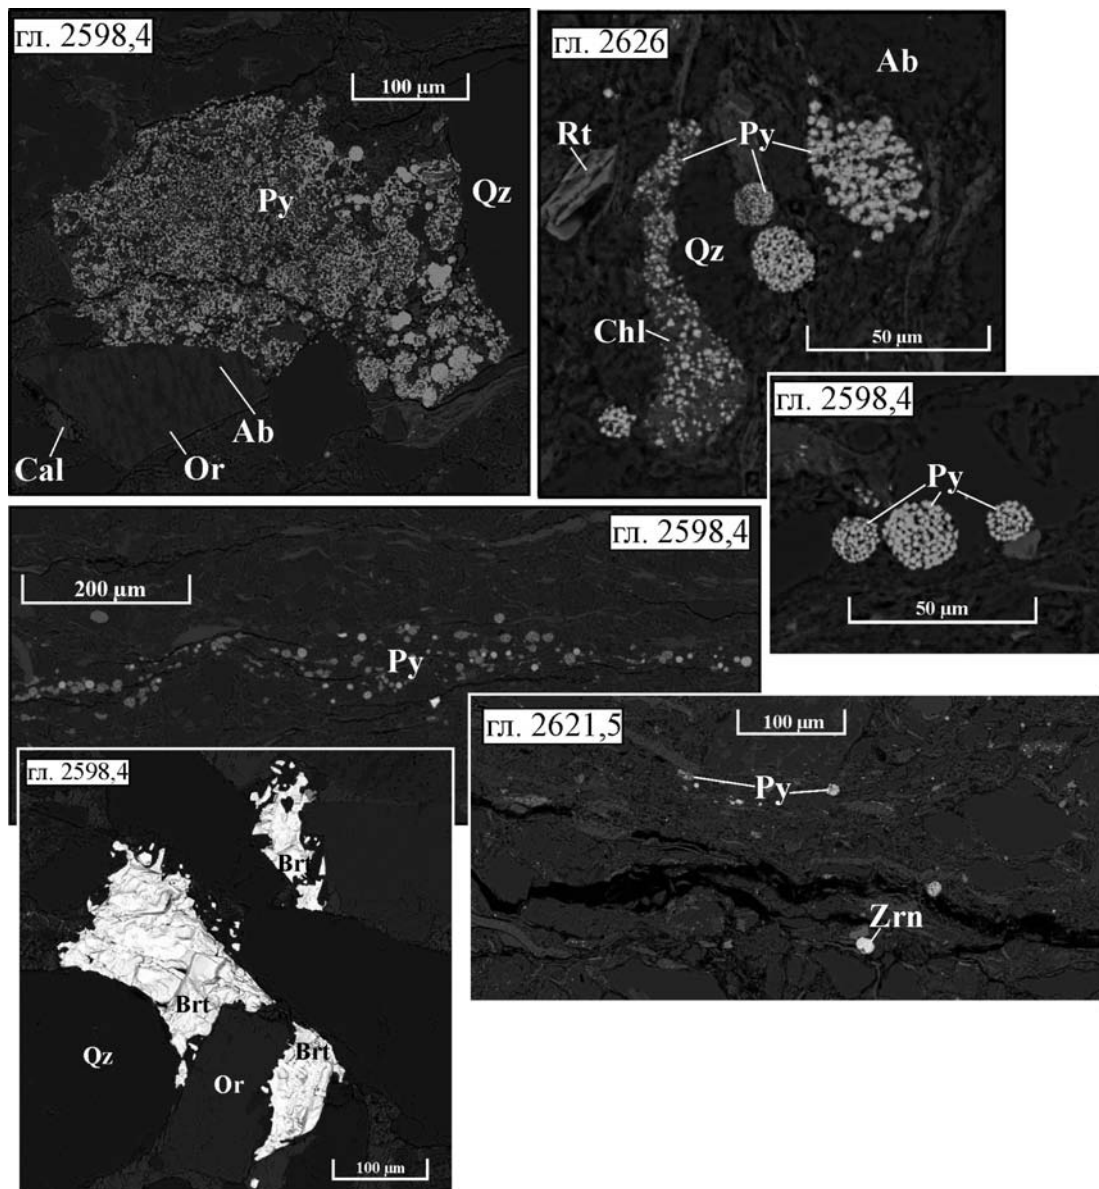 гл. 2598,4
100 µm
Py
Qz
Ab
Cal
Or
гл. 2626
Ab
Rt
Py
Qz
Chl
50 µm
гл. 2598,4
Py
50 µm
гл. 2598,4
200 µm
Py
гл. 2621,5
100 µm
Py
Zrn
гл. 2598,4
Brt
Brt
Brt
Qz
Or
100 µm